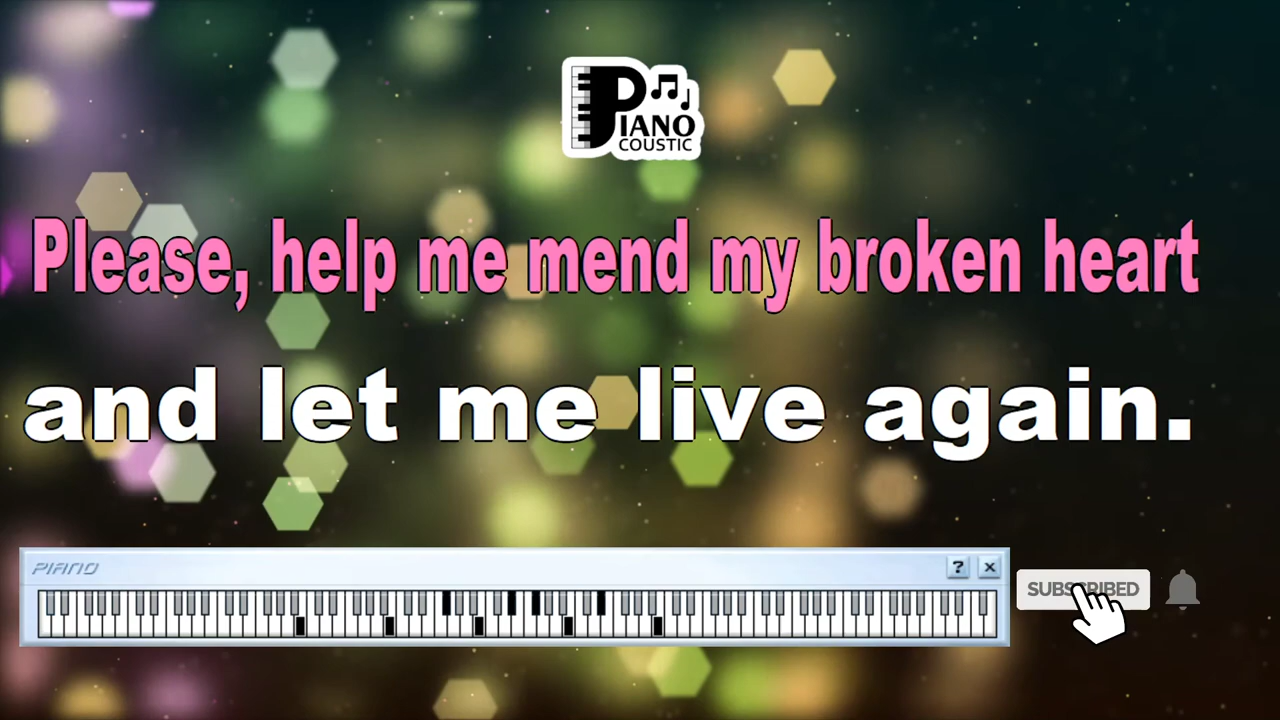 PIANO
COUSTIC
Please, help me mend my broken heart
and let me live again.
PIANO
? ×
SUBSCRIBED